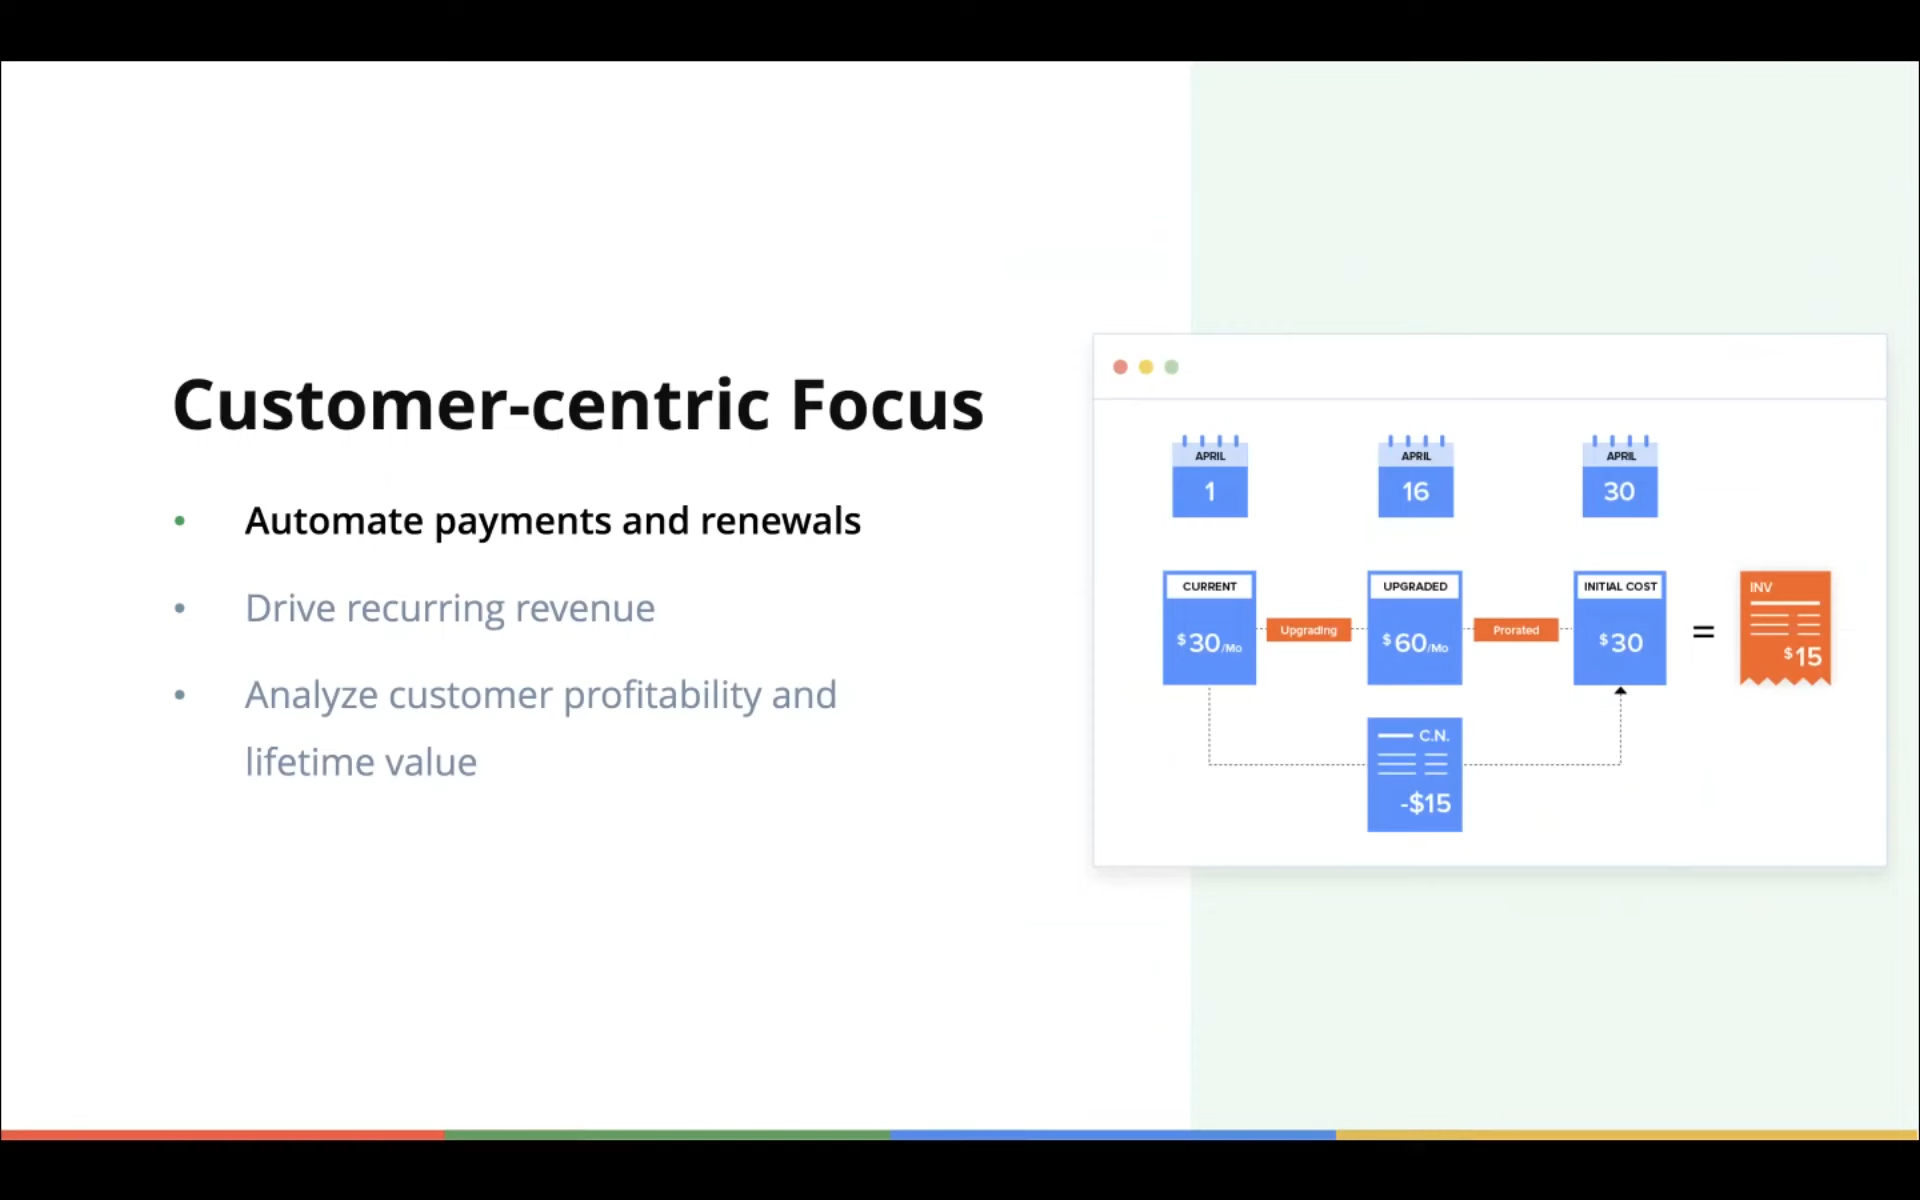 Customer-centric Focus
• Automate payments and renewals
• Drive recurring revenue
• Analyze customer profitability and
lifetime value
APRIL
1
APRIL
16
APRIL
30
CURRENT
$30/Mo
Upgrading
UPGRADED
$60/Mo
Prorated
INITIAL COST
$30
=
INV
$15
C.N.
-$15